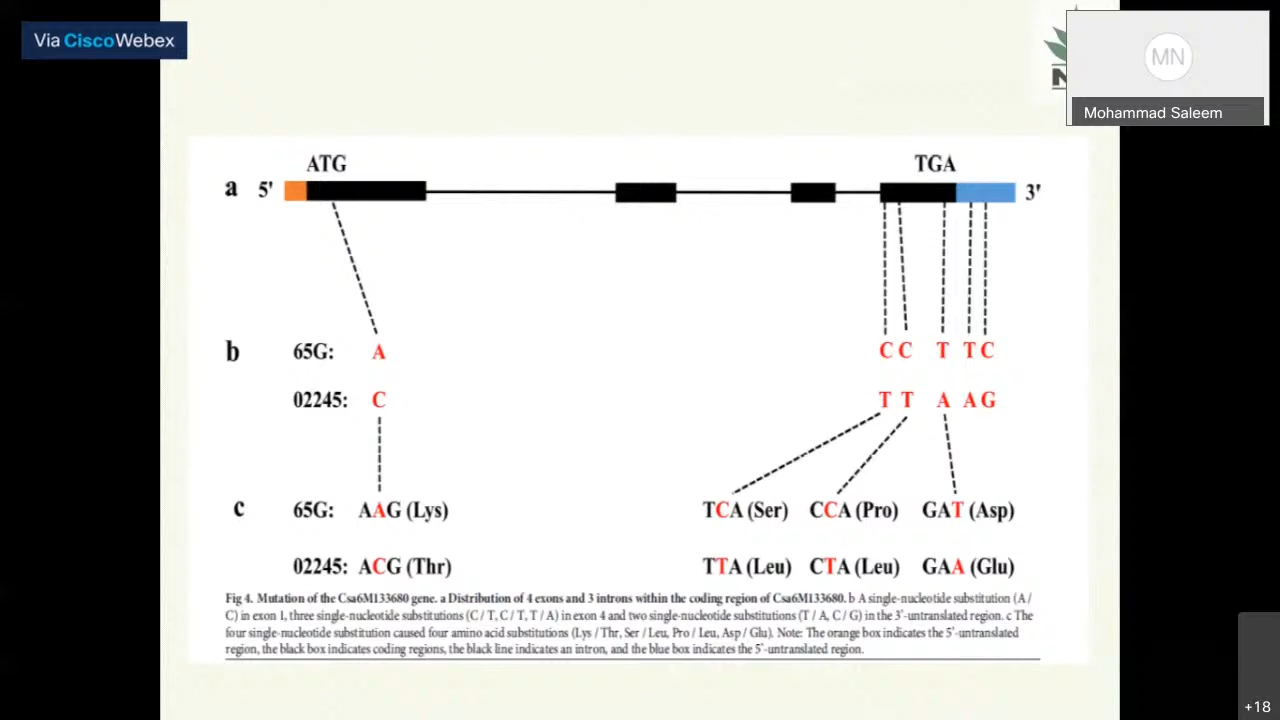 Via CiscoWebex
MN
Mohammad Saleem
ATG TGA
a 5' 3'
b 65G: A C C T T C
02245: C T T A A G
c 65G: AAG (Lys) TCA (Ser) CCA (Pro) GAT (Asp)
02245: ACG (Thr) TTA (Leu) CTA (Leu) GAA (Glu)
Fig 4. Mutation of the Csa6M133680 gene. a Distribution of 4 exons and 3 introns within the coding region of Csa6M133680. b A single-nucleotide substitution (A /
C) in exon 1, three single-nucleotide substitutions (C / T, C / T, T / A) in exon 4 and two single-nucleotide substitutions (T / A, C / G) in the 3'-untranslated region. c The
four single-nucleotide substitution caused four amino acid substitutions (Lys / Thr, Ser / Leu, Pro / Leu, Asp / Glu). Note: The orange box indicates the 5'-untranslated
region, the black box indicates coding regions, the black line indicates an intron, and the blue box indicates the 5'-untranslated region.
+18